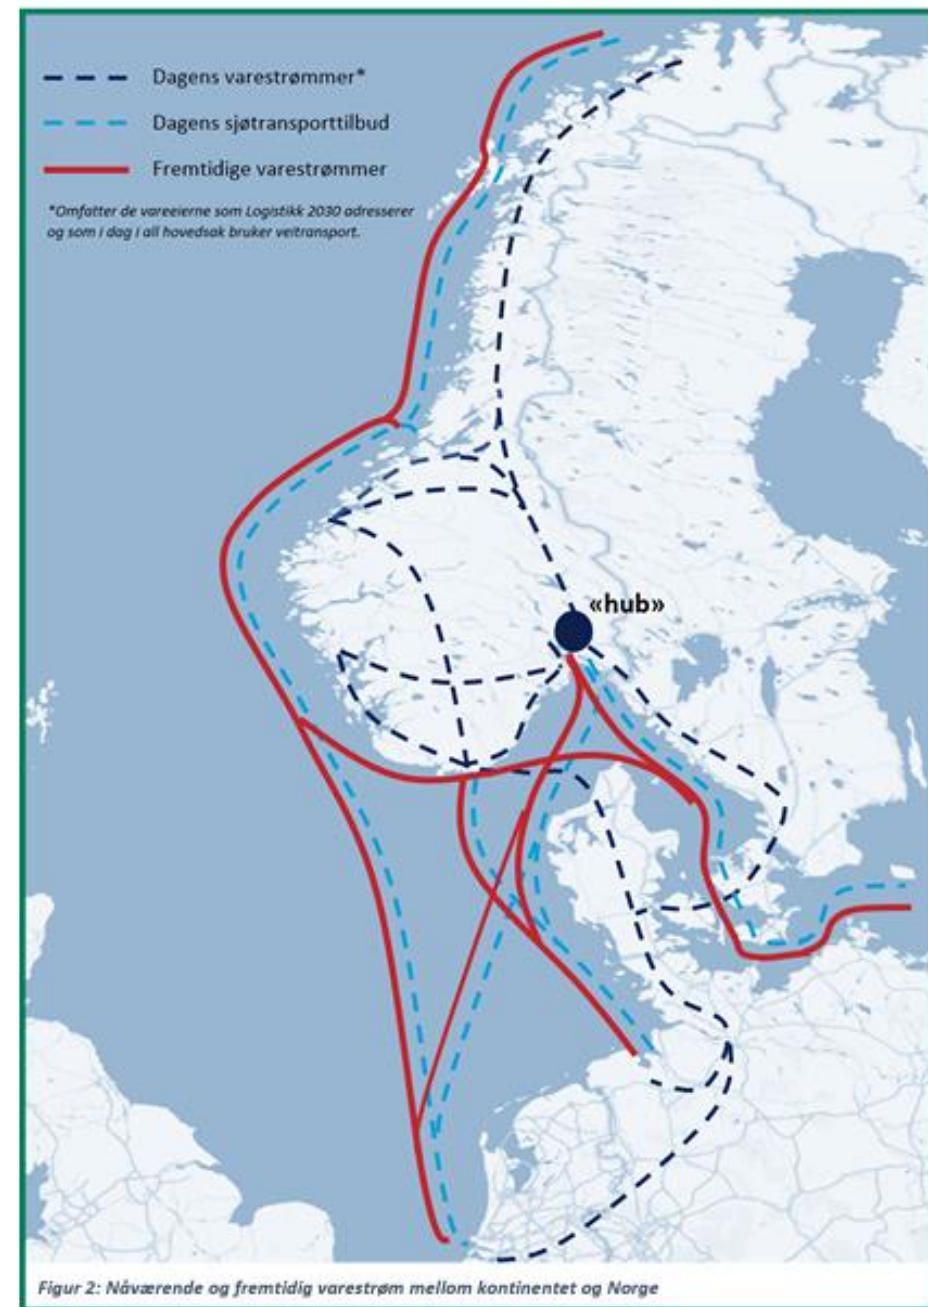 Dagens varestrømmer*
Dagens sjøtransporttilbud
Fremtidige varestrømmer
*Omfatter de vareeierne som Logistikk 2030 adresserer
og som i dag i all hovedsak bruker veitransport.
«hub»
Figur 2: Nåværende og fremtidig varestrøm mellom kontinentet og Norge